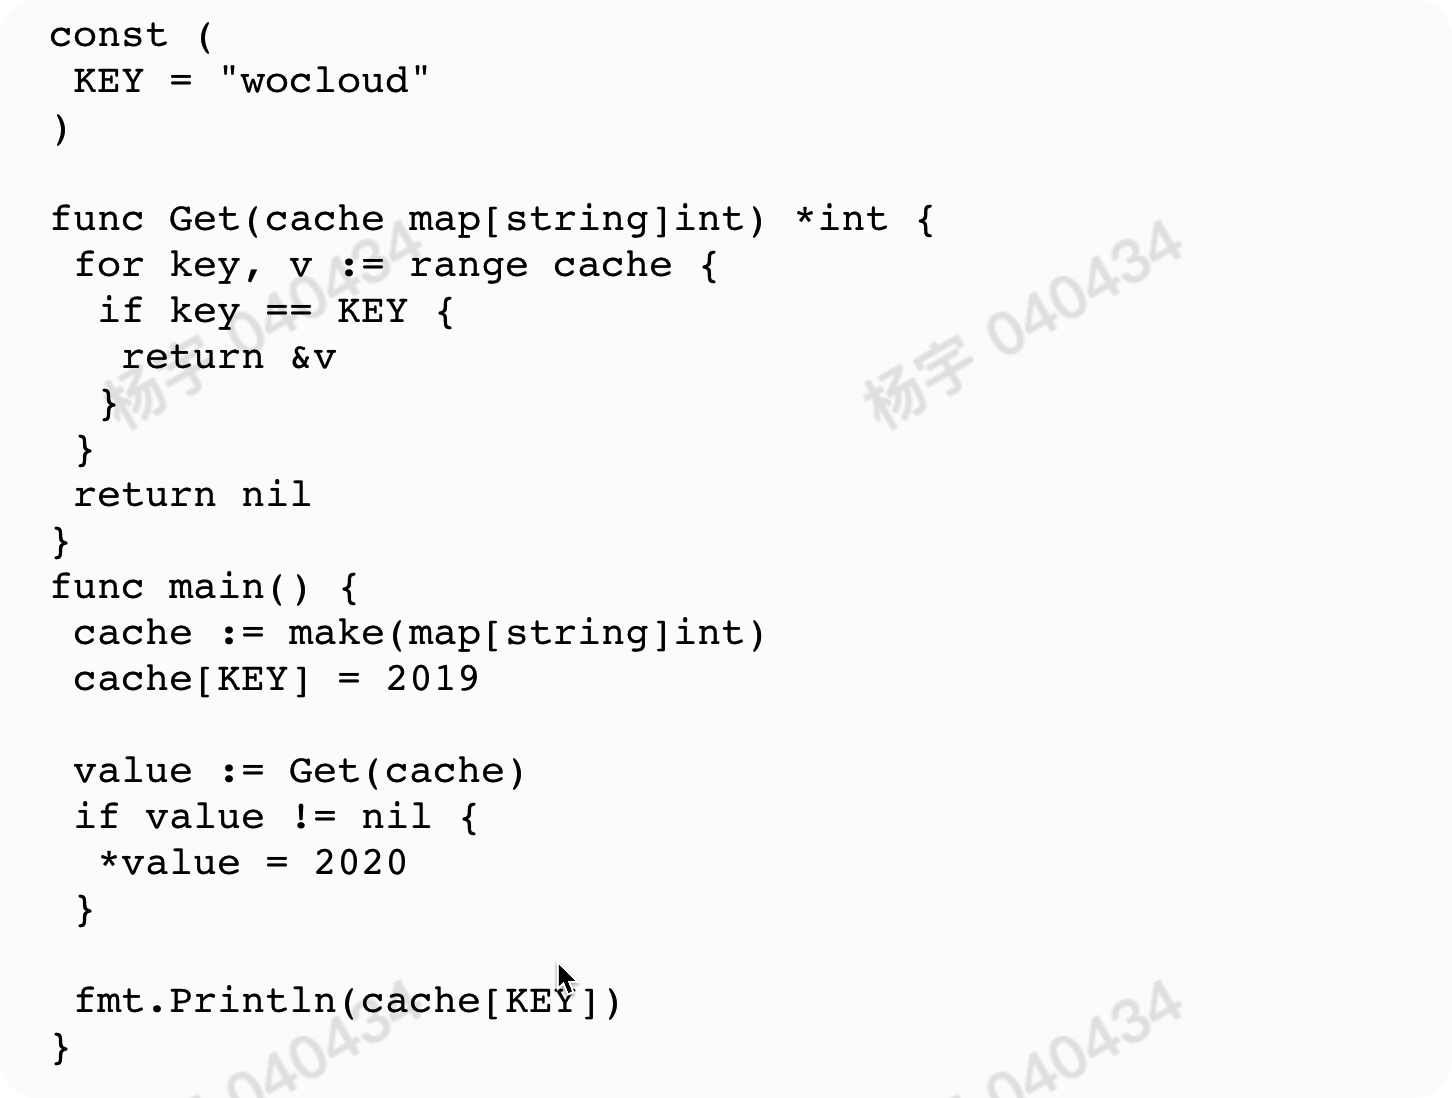 const (
 KEY = "wocloud"
)

func Get(cache map[string]int) *int {
 for key, v := range cache {
  if key == KEY {
   return &v
  }
 }
 return nil
}
func main() {
 cache := make(map[string]int)
 cache[KEY] = 2019

 value := Get(cache)
 if value != nil {
  *value = 2020
 }

 fmt.Println(cache[KEY])
}
杨宇 040434
杨宇 040434
040434
040434